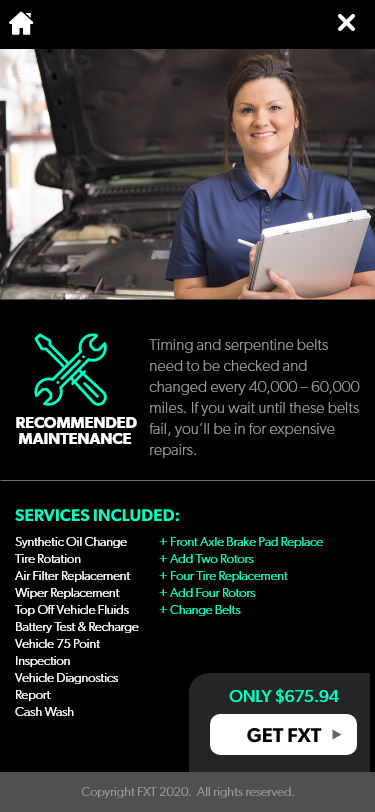 Timing and serpentine belts
need to be checked and
changed every 40,000 – 60,000
miles. If you wait until these belts
fail, you’ll be in for expensive
repairs.
RECOMMENDED
MAINTENANCE
SERVICES INCLUDED:
Synthetic Oil Change
Tire Rotation
Air Filter Replacement
Wiper Replacement
Top Off Vehicle Fluids
Battery Test & Recharge
Vehicle 75 Point
Inspection
Vehicle Diagnostics
Report
Cash Wash
+ Front Axle Brake Pad Replace
+ Add Two Rotors
+ Four Tire Replacement
+ Add Four Rotors
+ Change Belts
ONLY $675.94
GET FXT
Copyright FXT 2020. All rights reserved.